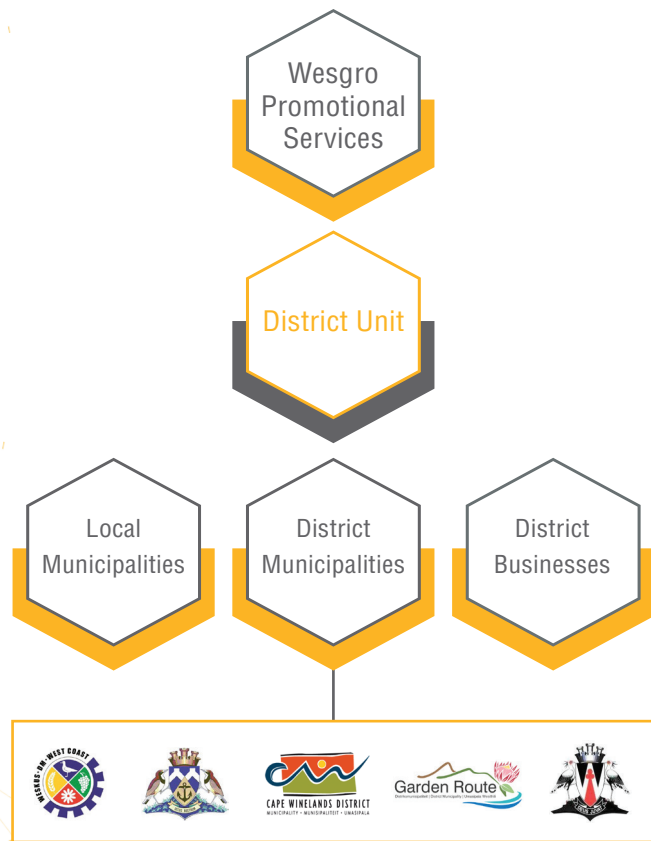 Wesgro
Promotional
Services
District Unit
Local
Municipalities
District
Municipalities
District
Businesses
WESKUS-DM-WEST COAST
CAPE WINELANDS DISTRICT
MUNICIPALITY • MUNISIPALITEIT • UMASIPALA
Garden Route